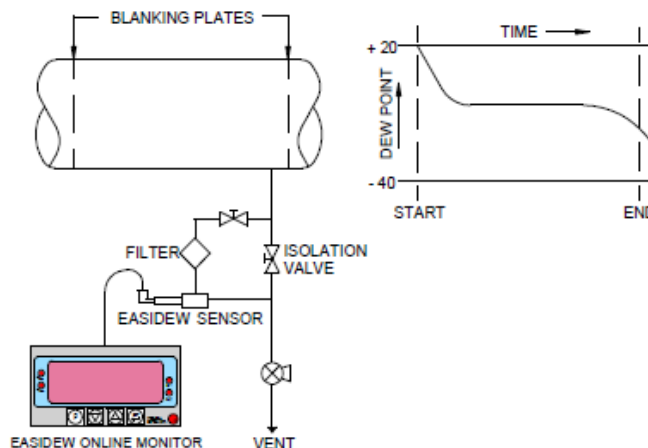 BLANKING PLATES
TIME
+ 20
DEW POINT
- 40
START
END
FILTER
ISOLATION
VALVE
EASIDEW SENSOR
EASIDEW ONLINE MONITOR
VENT